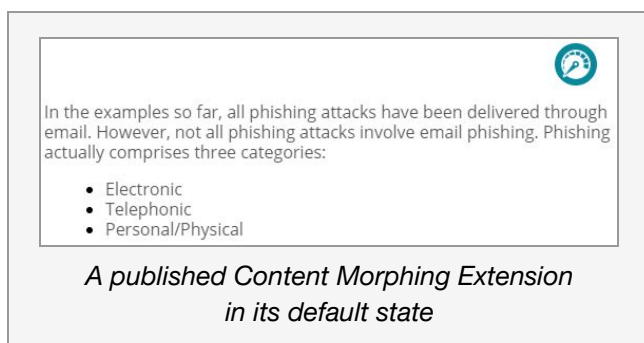 In the examples so far, all phishing attacks have been delivered through
email. However, not all phishing attacks involve email phishing. Phishing
actually comprises three categories:
• Electronic
• Telephonic
• Personal/Physical
A published Content Morphing Extension
in its default state